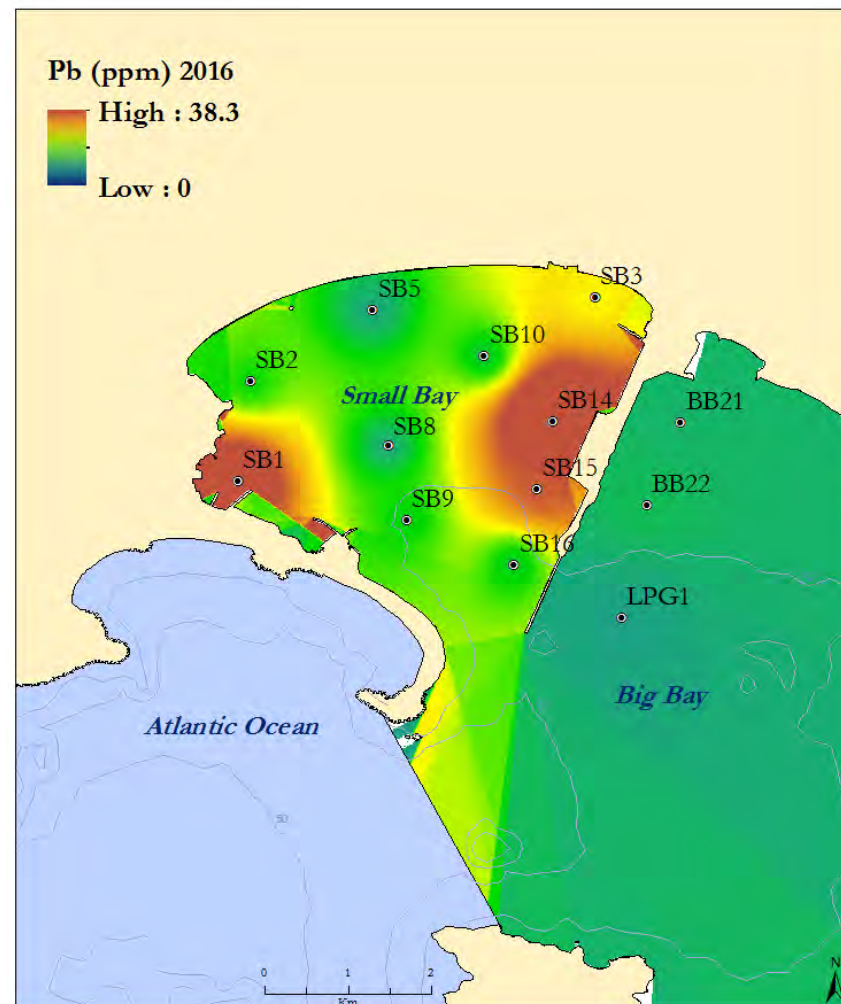 Pb (ppm) 2016
High : 38.3
Low : 0
SB3
SB5
SB10
SB2
Small Bay
SB14
BB21
SB8
SB1
SB15
BB22
SB9
SB16
LPG1
Big Bay
Atlantic Ocean
50
N
0 1 2
Km